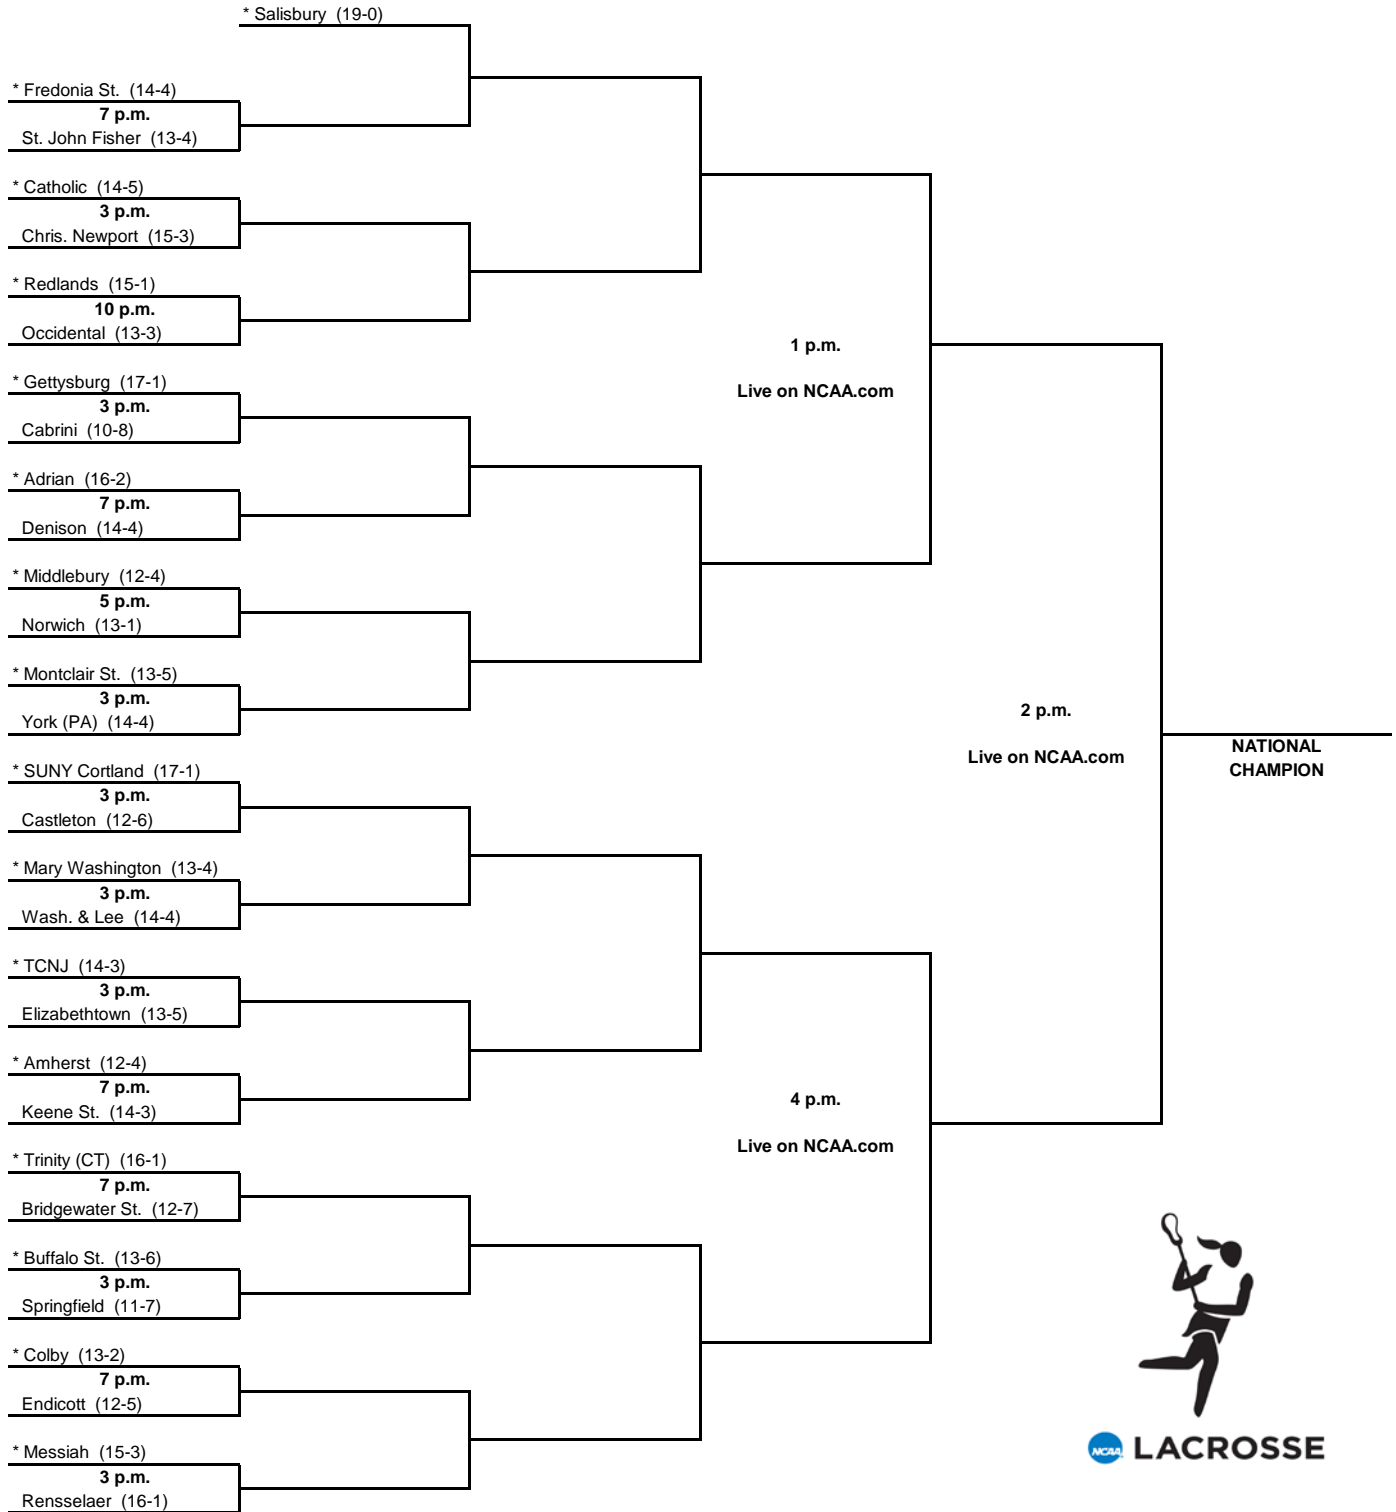 * Salisbury (19-0)
* Fredonia St. (14-4)
7 p.m.
St. John Fisher (13-4)
* Catholic (14-5)
3 p.m.
Chris. Newport (15-3)
* Redlands (15-1)
10 p.m.
Occidental (13-3)
* Gettysburg (17-1)
3 p.m.
Cabrini (10-8)
* Adrian (16-2)
7 p.m.
Denison (14-4)
* Middlebury (12-4)
5 p.m.
Norwich (13-1)
* Montclair St. (13-5)
3 p.m.
York (PA) (14-4)
* SUNY Cortland (17-1)
3 p.m.
Castleton (12-6)
* Mary Washington (13-4)
3 p.m.
Wash. & Lee (14-4)
* TCNJ (14-3)
3 p.m.
Elizabethtown (13-5)
* Amherst (12-4)
7 p.m.
Keene St. (14-3)
* Trinity (CT) (16-1)
7 p.m.
Bridgewater St. (12-7)
* Buffalo St. (13-6)
3 p.m.
Springfield (11-7)
* Colby (13-2)
7 p.m.
Endicott (12-5)
* Messiah (15-3)
3 p.m.
Rensselaer (16-1)
1 p.m.
Live on NCAA.com
4 p.m.
Live on NCAA.com
2 p.m.
Live on NCAA.com
NATIONAL
CHAMPION
NCAA LACROSSE